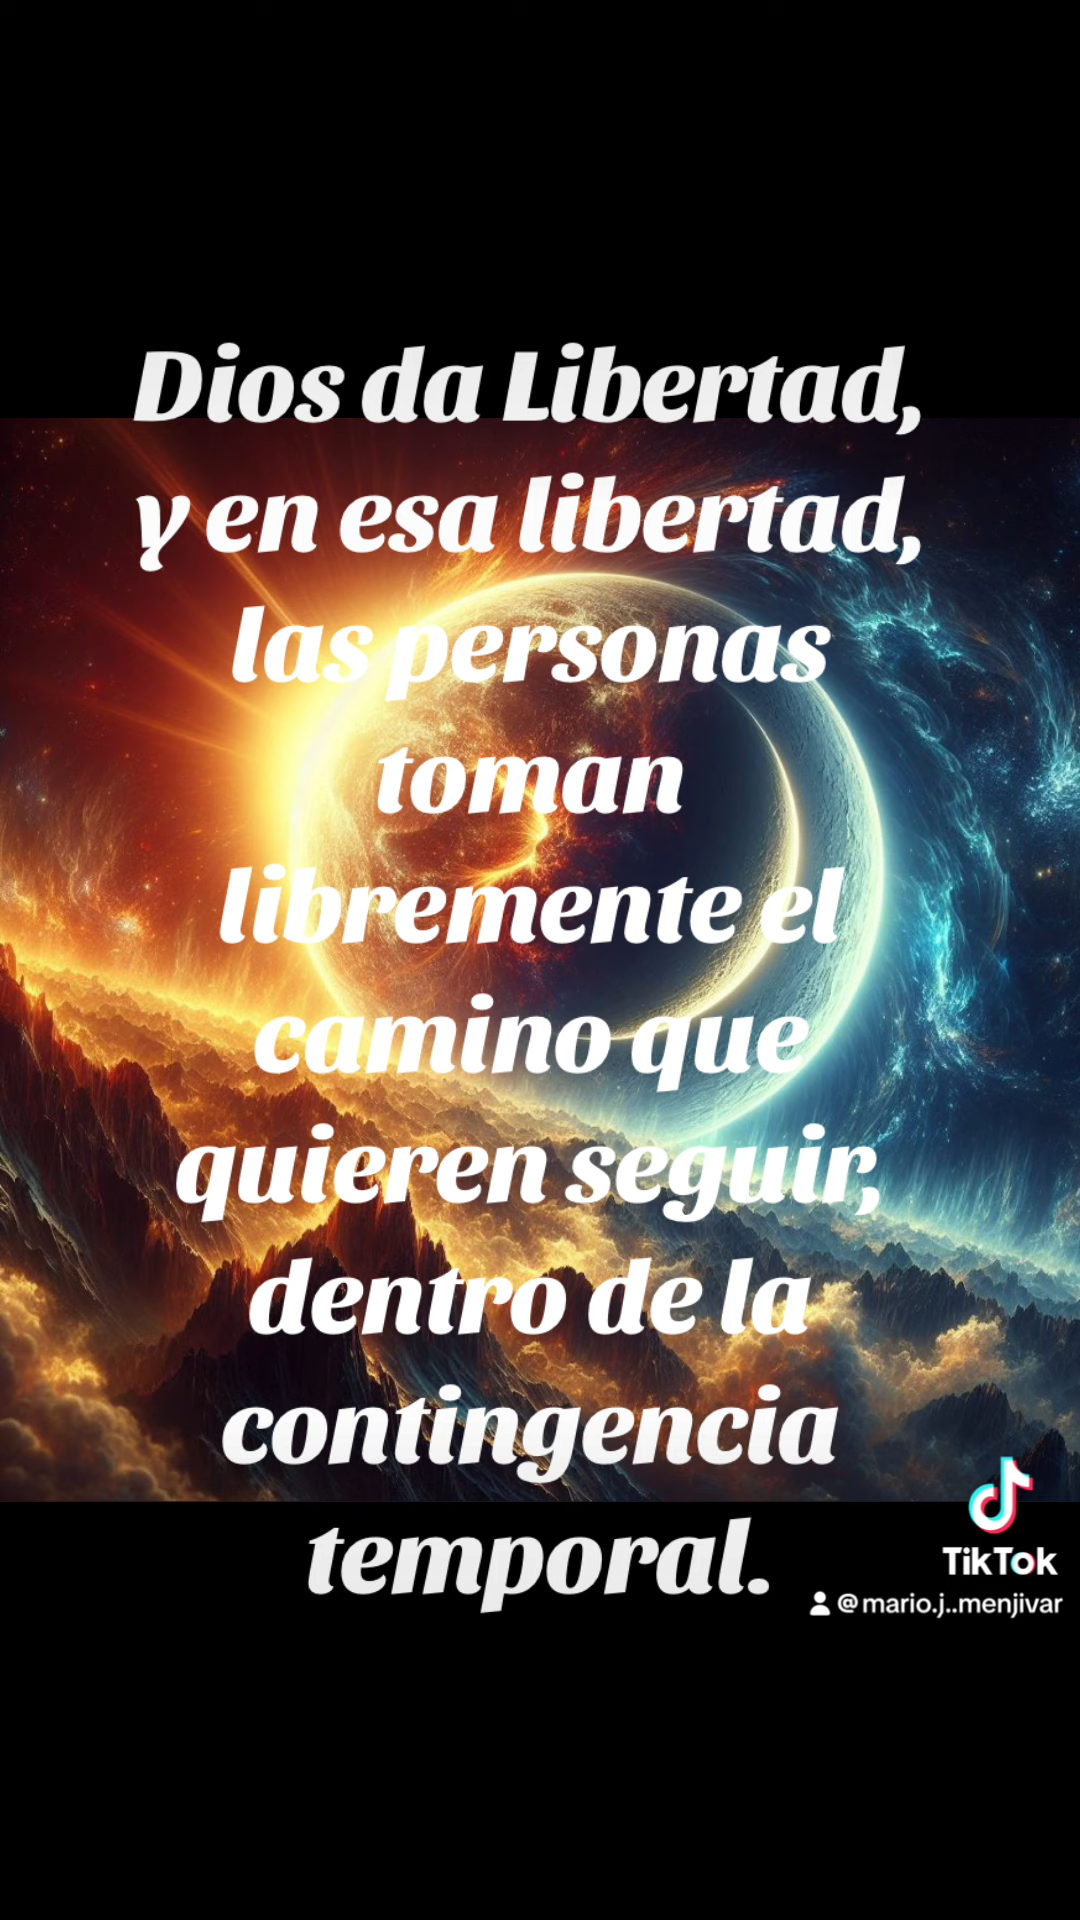 Dios da Libertad,
y en esa libertad,
las personas
toman
libremente el
camino que
quieren seguir,
dentro de la
contingencia
temporal.
TikTok
@mario.j..menjivar